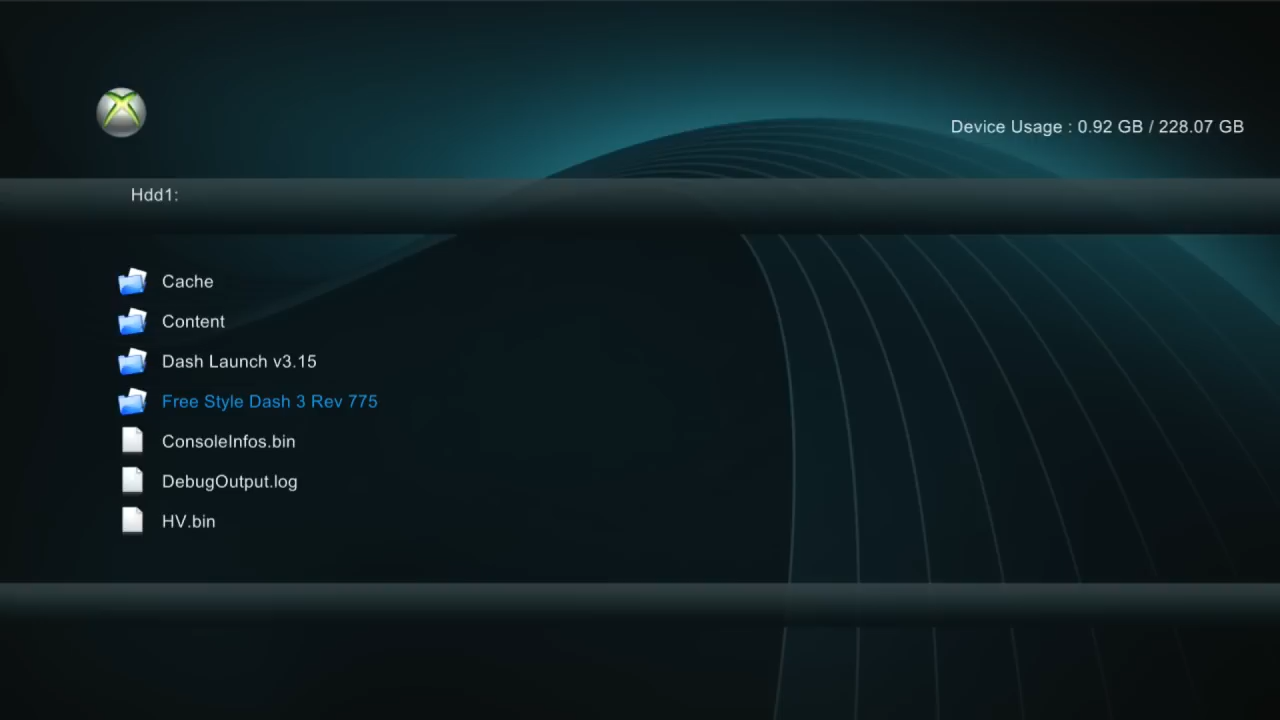 Device Usage : 0.92 GB / 228.07 GB
Hdd1:
Cache
Content
Dash Launch v3.15
Free Style Dash 3 Rev 775
ConsoleInfos.bin
DebugOutput.log
HV.bin